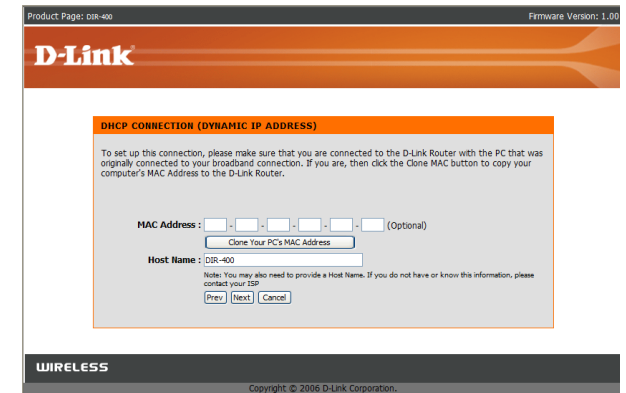 Product Page: DIR-400 Firmware Version: 1.00
D-Link
DHCP CONNECTION (DYNAMIC IP ADDRESS)
To set up this connection, please make sure that you are connected to the D-Link Router with the PC that was
originally connected to your broadband connection. If you are, then click the Clone MAC button to copy your
computer's MAC Address to the D-Link Router.
MAC Address : - - - - - (Optional)
Clone Your PC's MAC Address
Host Name : DIR-400
Note: You may also need to provide a Host Name. If you do not have or know this information, please
contact your ISP
Prev Next Cancel
WIRELESS
Copyright © 2006 D-Link Corporation.